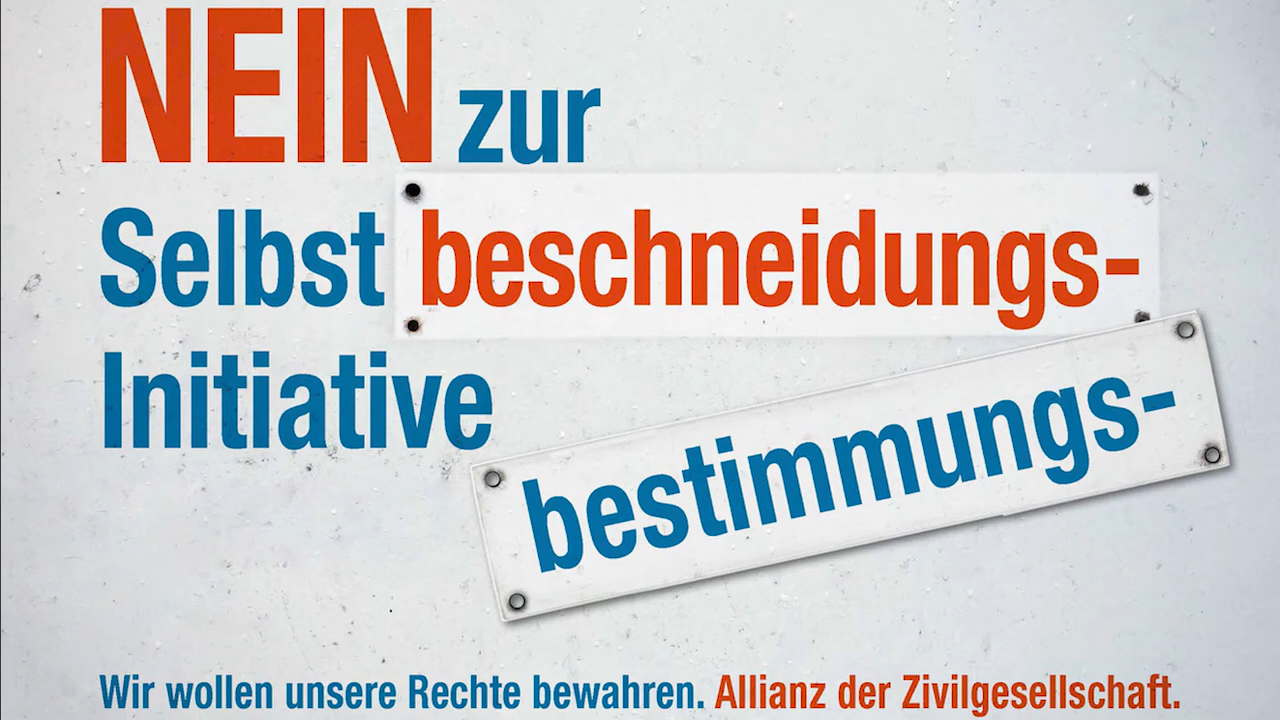 NEIN zur
Selbst beschneidungs-
Initiative
bestimmungs-
Wir wollen unsere Rechte bewahren. Allianz der Zivilgesellschaft.